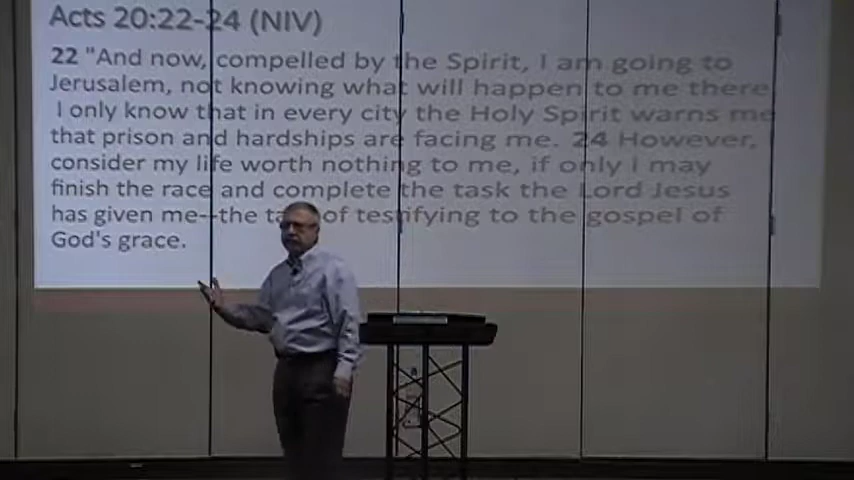 Acts 20:22-24 (NIV)
22 "And now, compelled by the Spirit, I am going to
Jerusalem, not knowing what will happen to me there
I only know that in every city the Holy Spirit warns me
that prison and hardships are facing me. 24 However,
consider my life worth nothing to me, if only I may
finish the race and complete the task the Lord Jesus
has given me--the of testifying to the gospel of
God's grace.